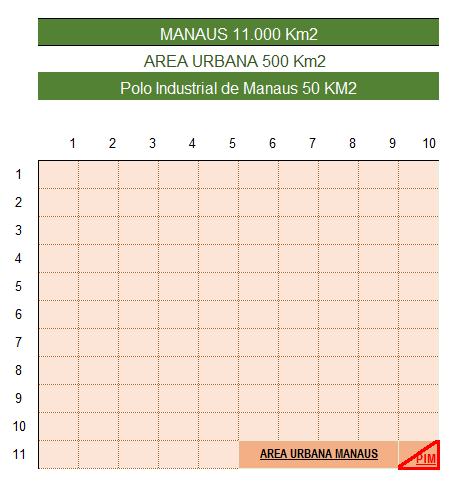 MANAUS 11.000 Km2
AREA URBANA 500 Km2
Polo Industrial de Manaus 50 KM2
1 2 3 4 5 6 7 8 9 10
1
2
3
4
5
6
7
8
9
10
11 AREA URBANA MANAUS PIM